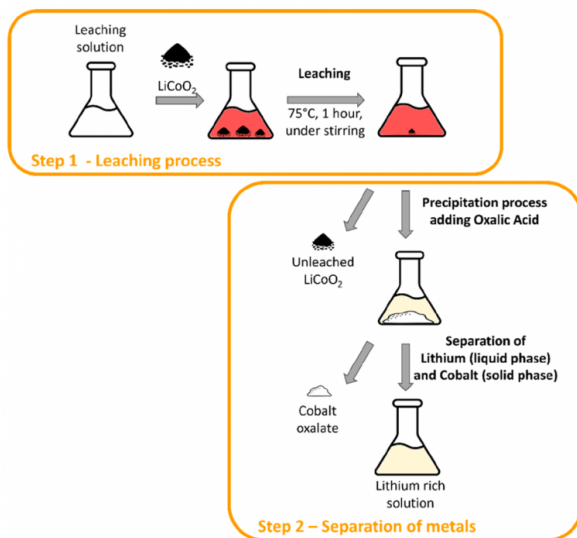 Leaching
solution
LiCoO₂
Leaching
75°C, 1 hour,
under stirring
Step 1 - Leaching process
Precipitation process
adding Oxalic Acid
Unleached
LiCoO₂
Separation of
Lithium (liquid phase)
and Cobalt (solid phase)
Cobalt
oxalate
Lithium rich
solution
Step 2 – Separation of metals